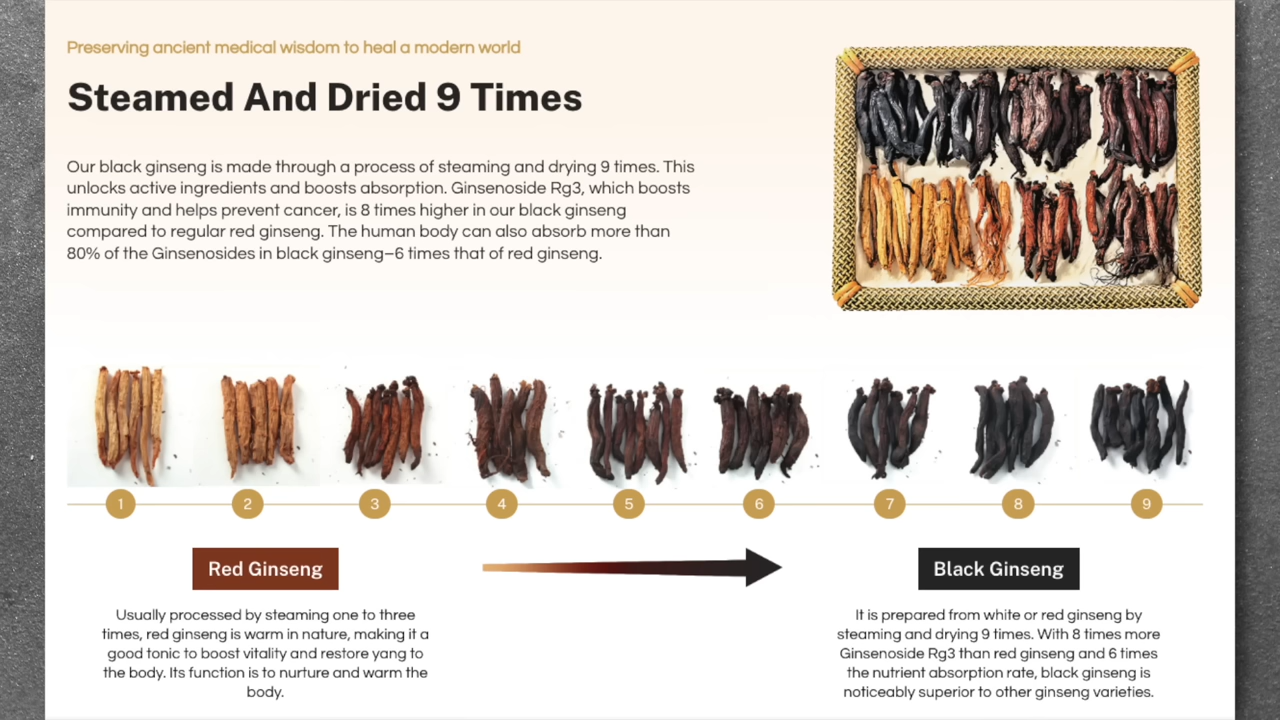 Preserving ancient medical wisdom to heal a modern world
Steamed And Dried 9 Times
Our black ginseng is made through a process of steaming and drying 9 times. This
unlocks active ingredients and boosts absorption. Ginsenoside Rg3, which boosts
immunity and helps prevent cancer, is 8 times higher in our black ginseng
compared to regular red ginseng. The human body can also absorb more than
80% of the Ginsenosides in black ginseng–6 times that of red ginseng.
1 2 3 4 5 6 7 8 9
Red Ginseng
Usually processed by steaming one to three
times, red ginseng is warm in nature, making it a
good tonic to boost vitality and restore yang to
the body. Its function is to nurture and warm the
body.
Black Ginseng
It is prepared from white or red ginseng by
steaming and drying 9 times. With 8 times more
Ginsenoside Rg3 than red ginseng and 6 times
the nutrient absorption rate, black ginseng is
noticeably superior to other ginseng varieties.